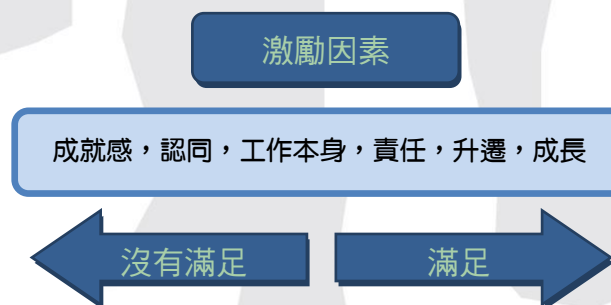 激勵因素
成就感，認同，工作本身，責任，升遷，成長
沒有滿足
滿足